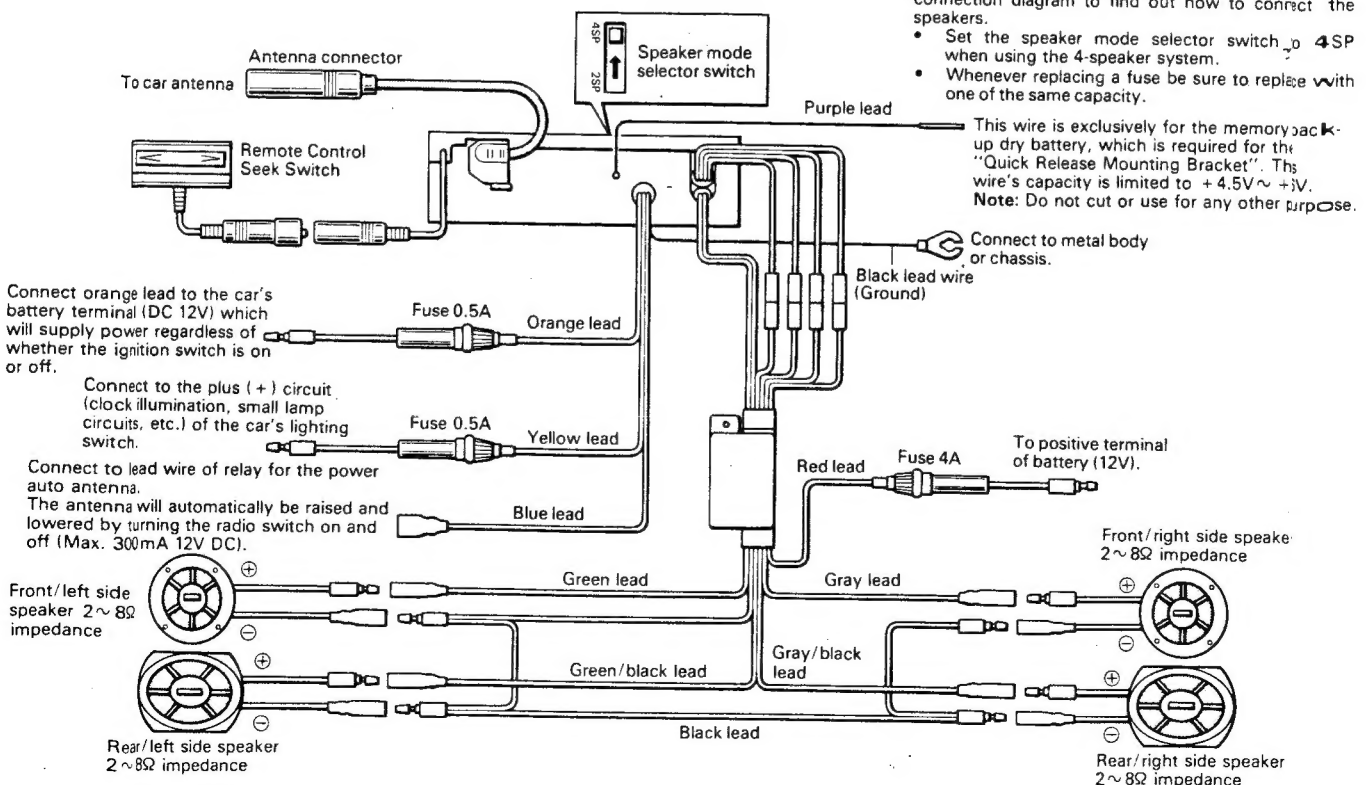 connection diagram to find out how to connect the
speakers.
• Set the speaker mode selector switch to 4SP
when using the 4-speaker system.
• Whenever replacing a fuse be sure to replace with
one of the same capacity.
4SP
2SP
Speaker mode
selector switch
Antenna connector
To car antenna
Purple lead
This wire is exclusively for the memory back-
up dry battery, which is required for the
"Quick Release Mounting Bracket". This
wire's capacity is limited to + 4.5V~
Note: Do not cut or use for any other purpose.
Remote Control
Seek Switch
Connect to metal body
or chassis.
Black lead wire
(Ground)
Connect orange lead to the car's
battery terminal (DC 12V) which
will supply power regardless of
whether the ignition switch is on
or off.
Fuse 0.5A
Orange lead
Connect to the plus (+) circuit
(clock illumination, small lamp
circuits, etc.) of the car's lighting
switch.
Fuse 0.5A
Yellow lead
Connect to lead wire of relay for the power
auto antenna.
The antenna will automatically be raised and
lowered by turning the radio switch on and
off (Max. 300mA 12V DC).
Blue lead
Red lead
Fuse 4A
To positive terminal
of battery (12V).
Front/left side
speaker 2~8Ω
impedance
⊕
⊖
Green lead
Gray lead
Front/right side speake
2~8Ω impedance
⊕
⊖
⊕
⊖
Green/black lead
Gray/black
lead
⊕
⊖
Black lead
Rear/left side speaker
2~8Ω impedance
Rear/right side speaker
2~8Ω impedance